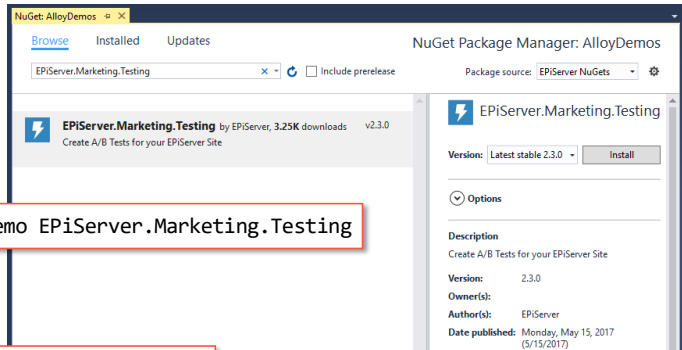 NuGet: AlloyDemos
Browse Installed Updates
NuGet Package Manager: AlloyDemos
EPiServer.Marketing.Testing
Include prerelease
Package source: EPiServer NuGets
EPiServer.Marketing.Testing by EPiServer, 3.25K downloads v2.3.0
Create A/B Tests for your EPiServer Site
EPiServer.Marketing.Testing
Version: Latest stable 2.3.0 Install
Options
emo EPiServer.Marketing.Testing
Description
Create A/B Tests for your EPiServer Site
Version: 2.3.0
Owner(s):
Author(s): EPiServer
Date published: Monday, May 15, 2017
(5/15/2017)